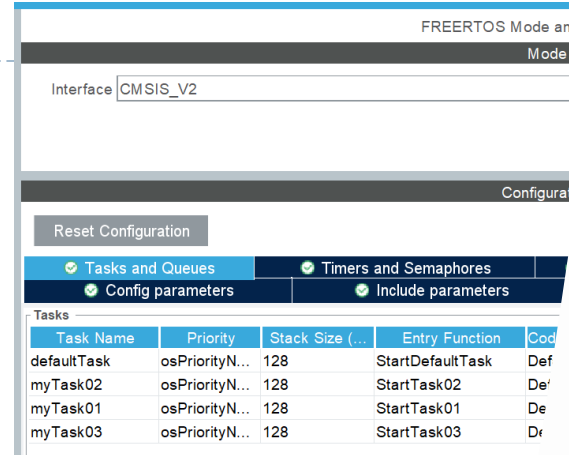 FREERTOS Mode an
Mode
Interface CMSIS_V2
Configurat
Reset Configuration
Tasks and Queues Timers and Semaphores
Config parameters Include parameters
Tasks
Task Name Priority Stack Size (... Entry Function Cod
defaultTask osPriorityN... 128 StartDefaultTask Def
myTask02 osPriorityN... 128 StartTask02 De
myTask01 osPriorityN... 128 StartTask01 De
myTask03 osPriorityN... 128 StartTask03 De